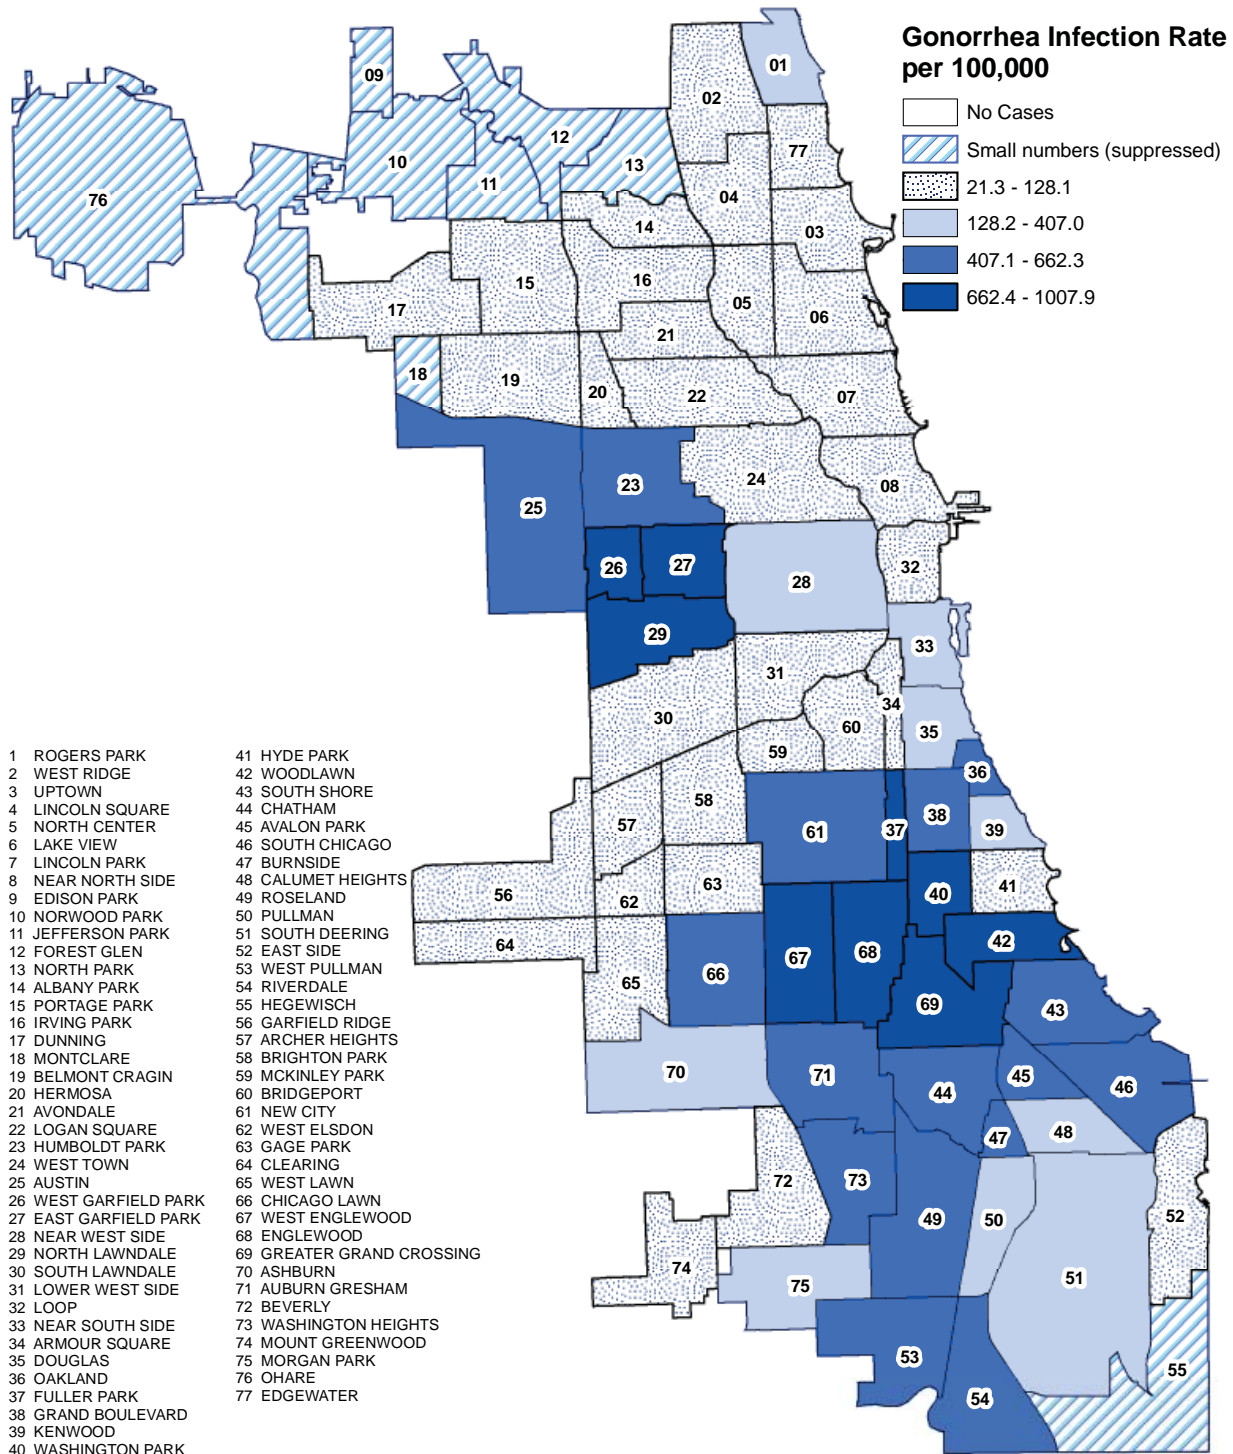 Gonorrhea Infection Rate
per 100,000
No Cases
Small numbers (suppressed)
21.3 - 128.1
128.2 - 407.0
407.1 - 662.3
662.4 - 1007.9
01
02
09
12
77
10
13
11
04
76
14
03
16
15
05
17
06
21
18
19
20
22
07
24
08
23
25
26
27
32
28
29
33
31
34
30
60
35
59
36
58
57
61
37
38
39
63
40
41
56
62
64
42
67
68
66
65
69
43
70
71
45
46
44
47
48
72
73
49
50
52
74
51
75
53
55
54
1 ROGERS PARK
2 WEST RIDGE
3 UPTOWN
4 LINCOLN SQUARE
5 NORTH CENTER
6 LAKE VIEW
7 LINCOLN PARK
8 NEAR NORTH SIDE
9 EDISON PARK
10 NORWOOD PARK
11 JEFFERSON PARK
12 FOREST GLEN
13 NORTH PARK
14 ALBANY PARK
15 PORTAGE PARK
16 IRVING PARK
17 DUNNING
18 MONTCLARE
19 BELMONT CRAGIN
20 HERMOSA
21 AVONDALE
22 LOGAN SQUARE
23 HUMBOLDT PARK
24 WEST TOWN
25 AUSTIN
26 WEST GARFIELD PARK
27 EAST GARFIELD PARK
28 NEAR WEST SIDE
29 NORTH LAWNDALE
30 SOUTH LAWNDALE
31 LOWER WEST SIDE
32 LOOP
33 NEAR SOUTH SIDE
34 ARMOUR SQUARE
35 DOUGLAS
36 OAKLAND
37 FULLER PARK
38 GRAND BOULEVARD
39 KENWOOD
40 WASHINGTON PARK
41 HYDE PARK
42 WOODLAWN
43 SOUTH SHORE
44 CHATHAM
45 AVALON PARK
46 SOUTH CHICAGO
47 BURNSIDE
48 CALUMET HEIGHTS
49 ROSELAND
50 PULLMAN
51 SOUTH DEERING
52 EAST SIDE
53 WEST PULLMAN
54 RIVERDALE
55 HEGEWISCH
56 GARFIELD RIDGE
57 ARCHER HEIGHTS
58 BRIGHTON PARK
59 MCKINLEY PARK
60 BRIDGEPORT
61 NEW CITY
62 WEST ELSDON
63 GAGE PARK
64 CLEARING
65 WEST LAWN
66 CHICAGO LAWN
67 WEST ENGLEWOOD
68 ENGLEWOOD
69 GREATER GRAND CROSSING
70 ASHBURN
71 AUBURN GRESHAM
72 BEVERLY
73 WASHINGTON HEIGHTS
74 MOUNT GREENWOOD
75 MORGAN PARK
76 OHARE
77 EDGEWATER